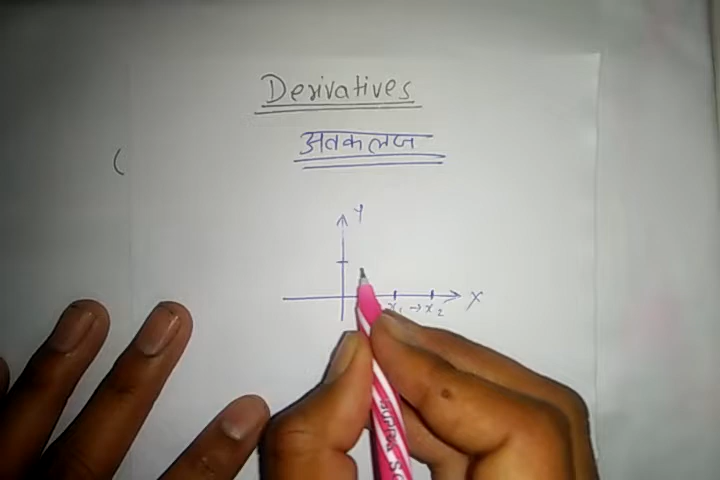 Derivatives
अवकलज
(
y
x
x₁ → x₂